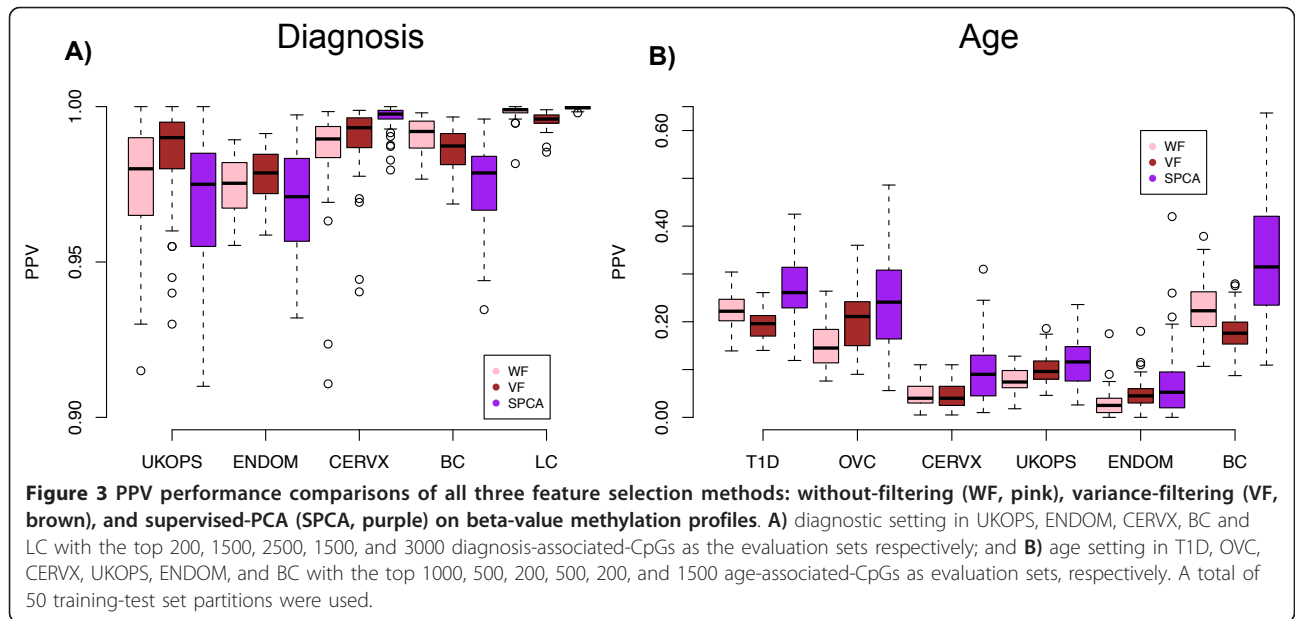 Diagnosis
A)
PPV
1.00
0.95
0.90
WF
VF
SPCA
UKOPS ENDOM CERVX BC LC
Age
B)
PPV
0.60
0.40
0.20
0.00
WF
VF
SPCA
T1D OVC CERVX UKOPS ENDOM BC
Figure 3 PPV performance comparisons of all three feature selection methods: without-filtering (WF, pink), variance-filtering (VF,
brown), and supervised-PCA (SPCA, purple) on beta-value methylation profiles. A) diagnostic setting in UKOPS, ENDOM, CERVX, BC and
LC with the top 200, 1500, 2500, 1500, and 3000 diagnosis-associated-CpGs as the evaluation sets respectively; and B) age setting in T1D, OVC,
CERVX, UKOPS, ENDOM, and BC with the top 1000, 500, 200, 500, 200, and 1500 age-associated-CpGs as evaluation sets, respectively. A total of
50 training-test set partitions were used.